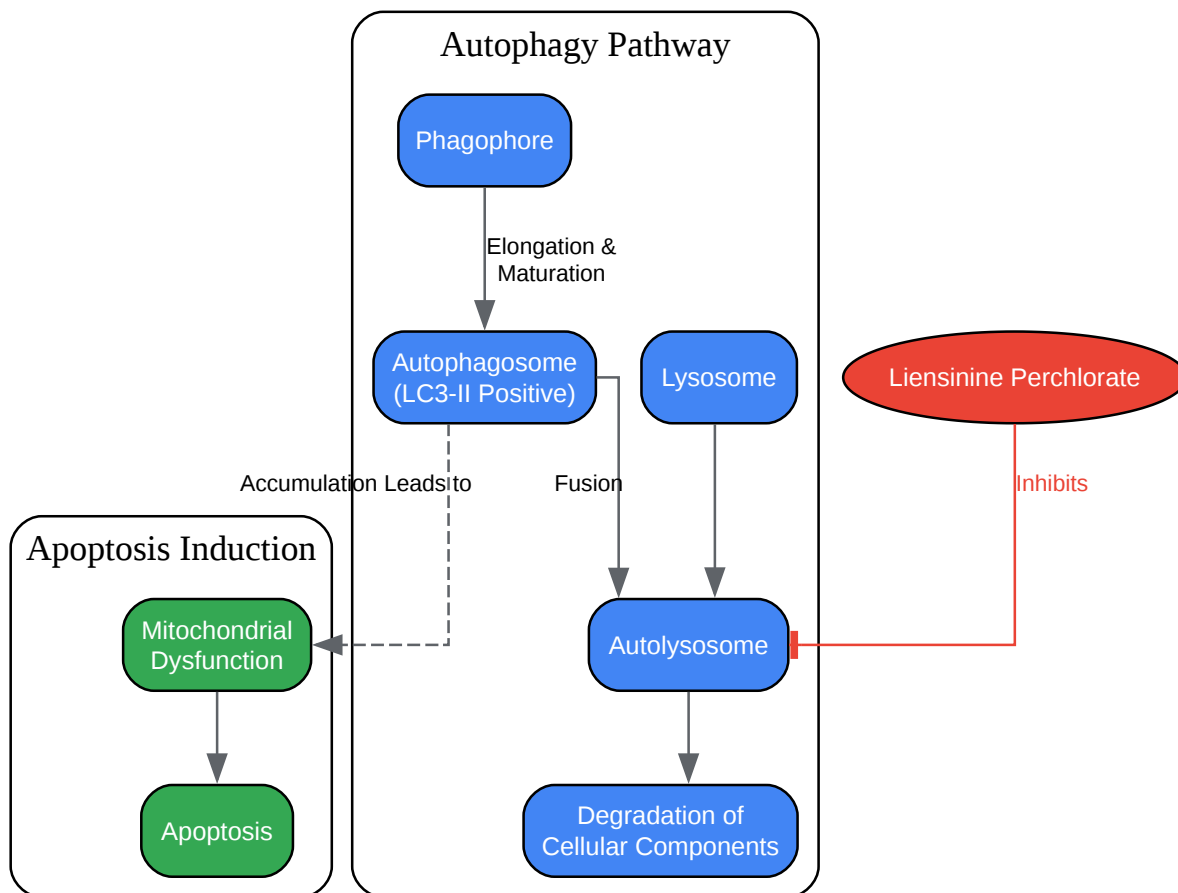 Autophagy Pathway
Phagophore
Elongation &
Maturation
Autophagosome
(LC3-II Positive)
Lysosome
Liensinine Perchlorate
Accumulation Leads to
Fusion
Inhibits
Apoptosis Induction
Mitochondrial
Dysfunction
Autolysosome
Apoptosis
Degradation of
Cellular Components